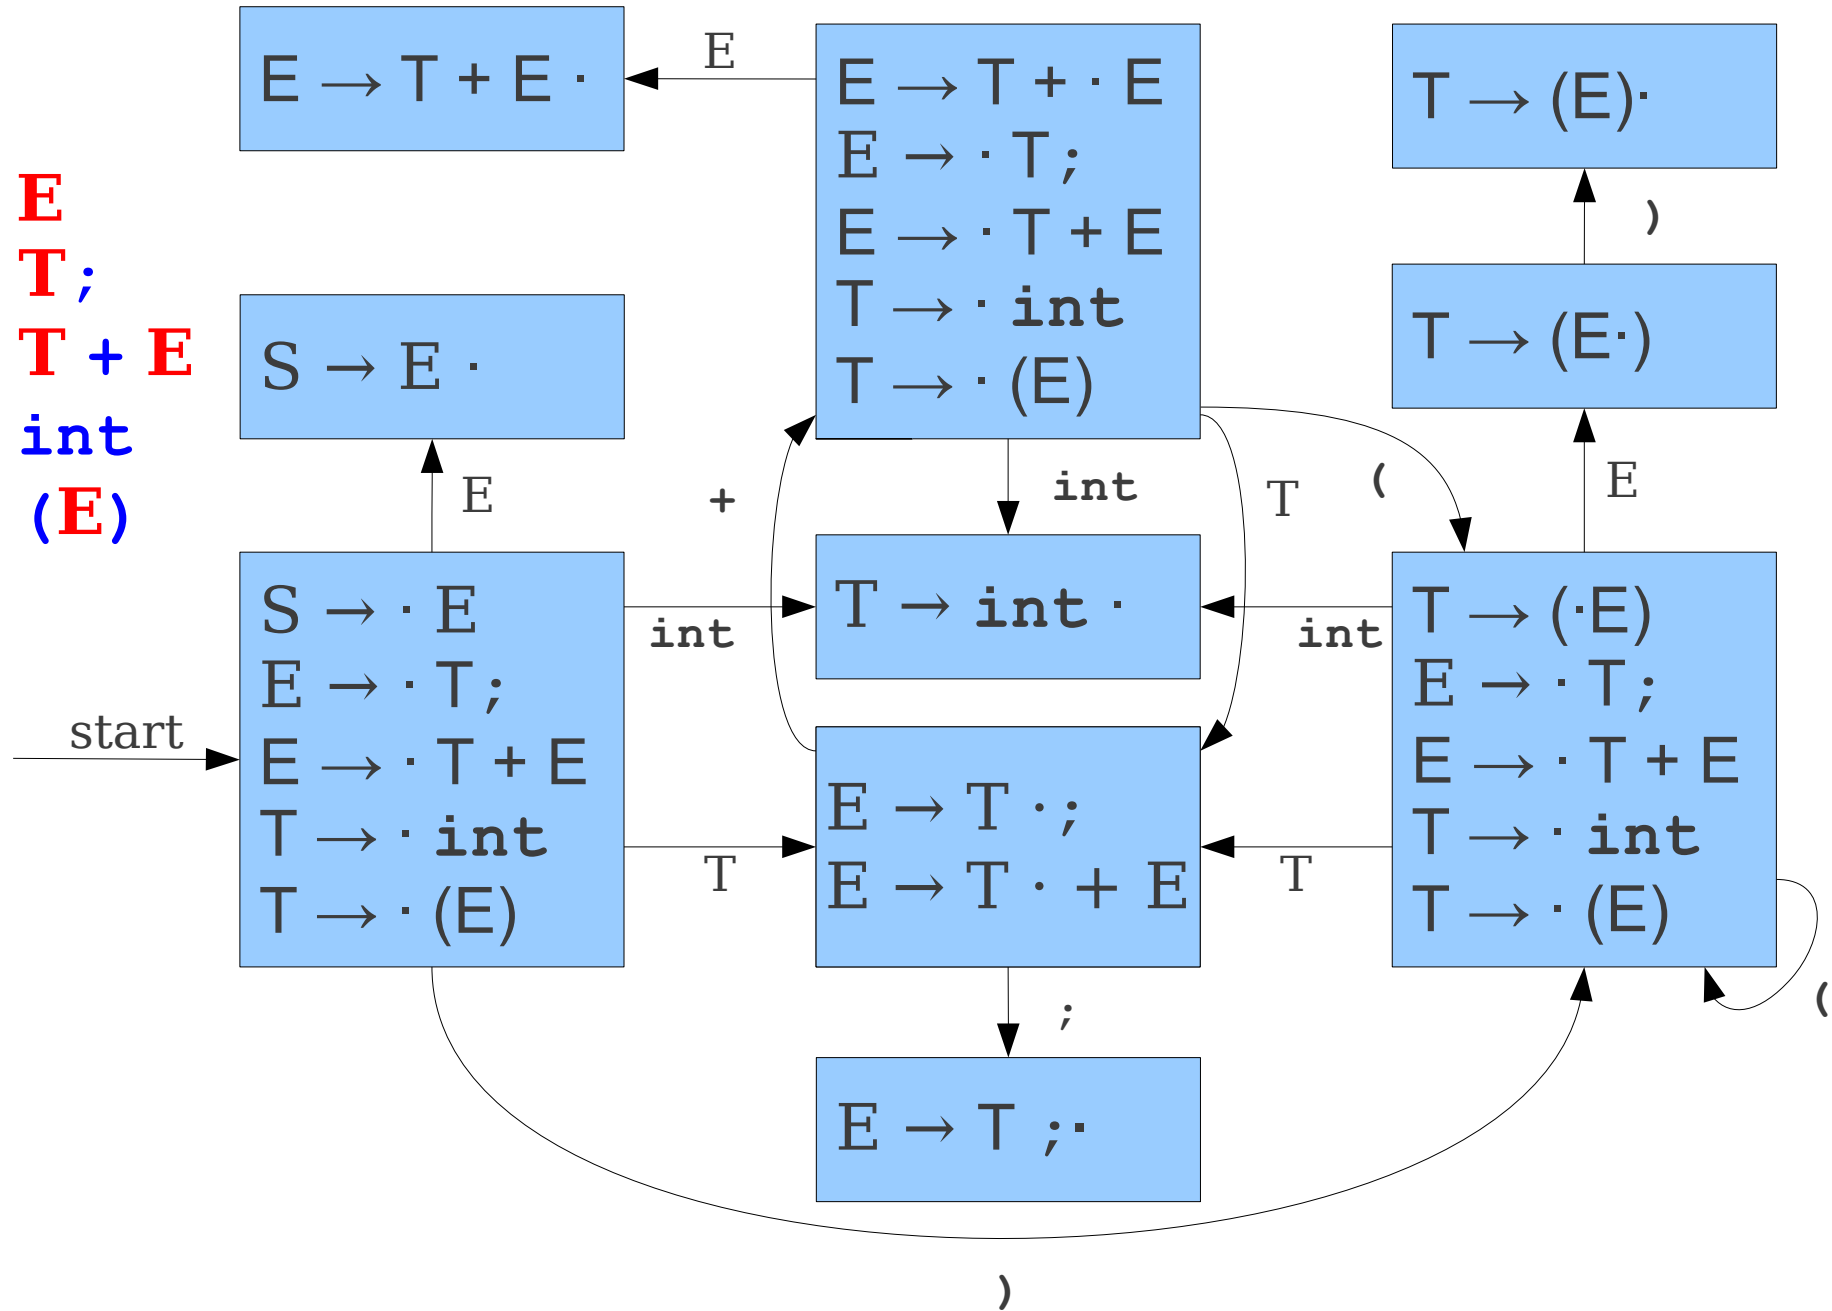 E
T ;
T + E
int
(E)
start
E → T + E ·
E
S → E ·
E
S → · E
E → · T ;
E → · T + E
T → · int
T → · (E)
E → T + · E
E → · T ;
E → · T + E
T → · int
T → · (E)
+
int
T
(
int
T → int ·
int
T
E → T · ;
E → T · + E
T
;
E → T ; ·
T → (E) ·
)
T → (E · )
E
T → ( · E)
E → · T ;
E → · T + E
T → · int
T → · (E)
(
)